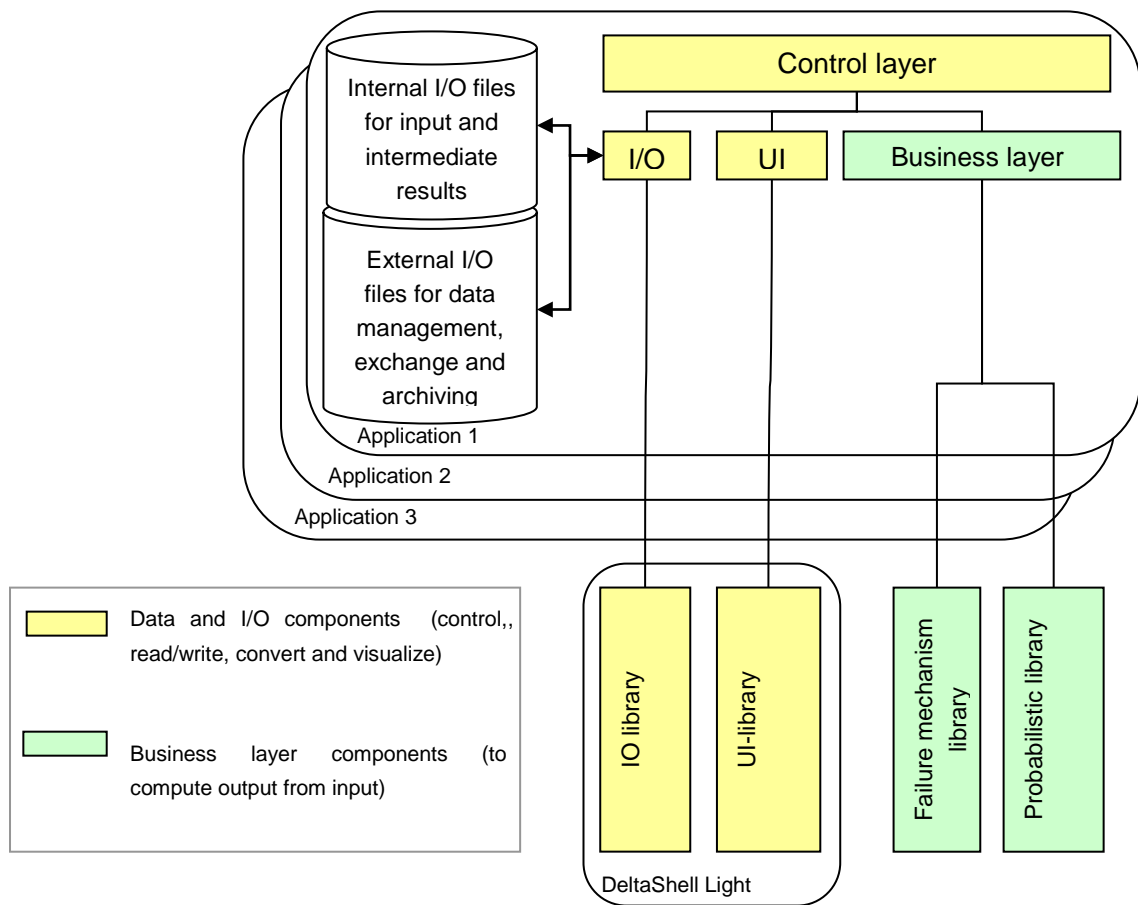 Control layer
Internal I/O files
for input and
intermediate
results
I/O
UI
Business layer
External I/O
files for data
management,
exchange and
archiving
Application 1
Application 2
Application 3
Data and I/O components (control,,
read/write, convert and visualize)
Business layer components (to
compute output from input)
IO library
UI-library
Failure mechanism
library
Probabilistic library
DeltaShell Light